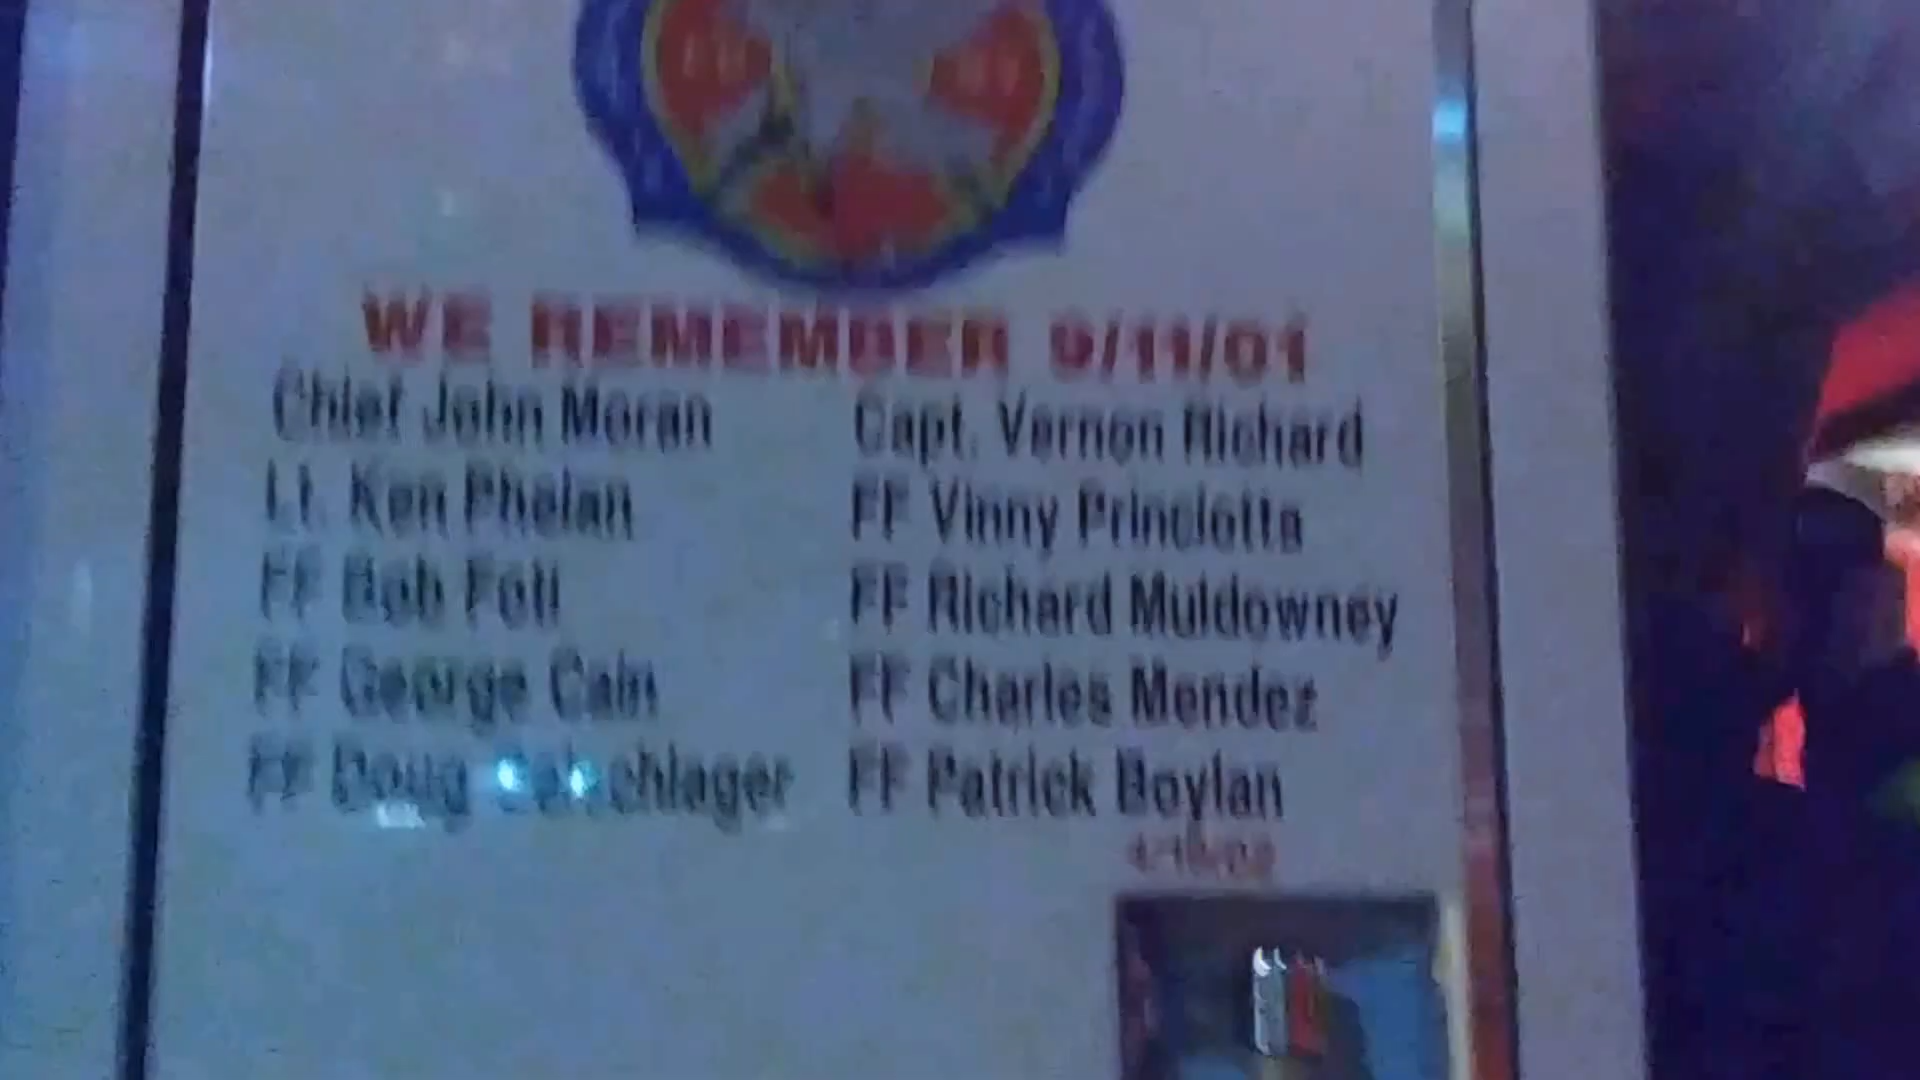 WE REMEMBER 9/11/01
Chief John Moran
Capt. Vernon Richard
Lt. Ken Phelan
FF Vinny Princiotta
FF Bob Foti
FF Richard Muldowney
FF George Cain
FF Charles Mendez
FF Doug
FF Patrick Boylan